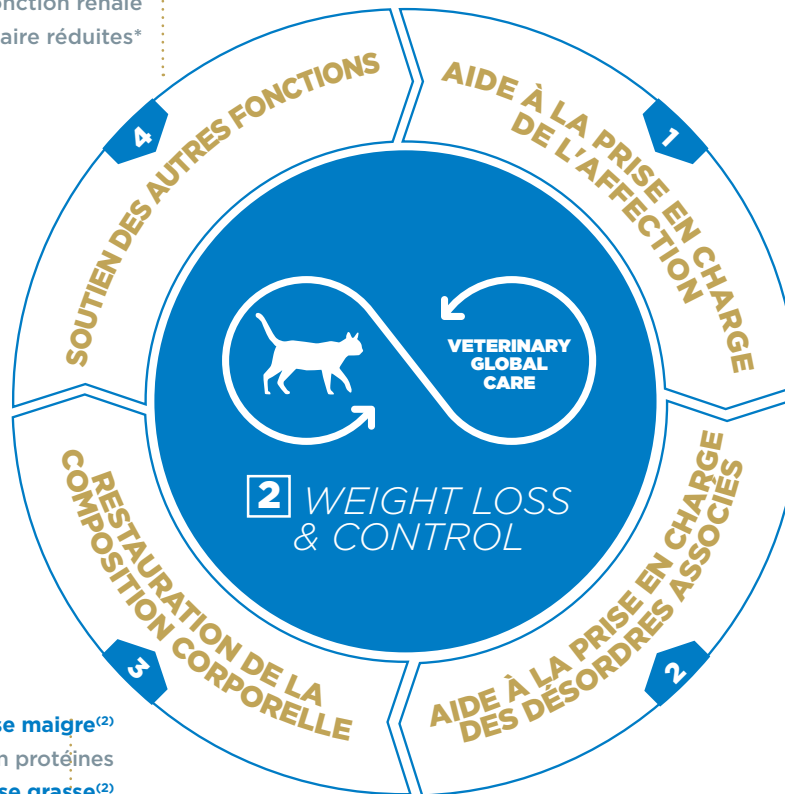 fonction rénale
aire réduites*
4
SOUTIEN DES AUTRES FONCTIONS
AIDE À LA PRISE EN CHARGE
DE L'AFFECTION
1
VETERINARY
GLOBAL
CARE
2 WEIGHT LOSS
& CONTROL
RESTAURATION DE LA
COMPOSITION CORPORELLE
3
AIDE À LA PRISE EN CHARGE
DES DÉSORDRES ASSOCIÉS
2
se maigre(2)
n protéines
se grasse(2)